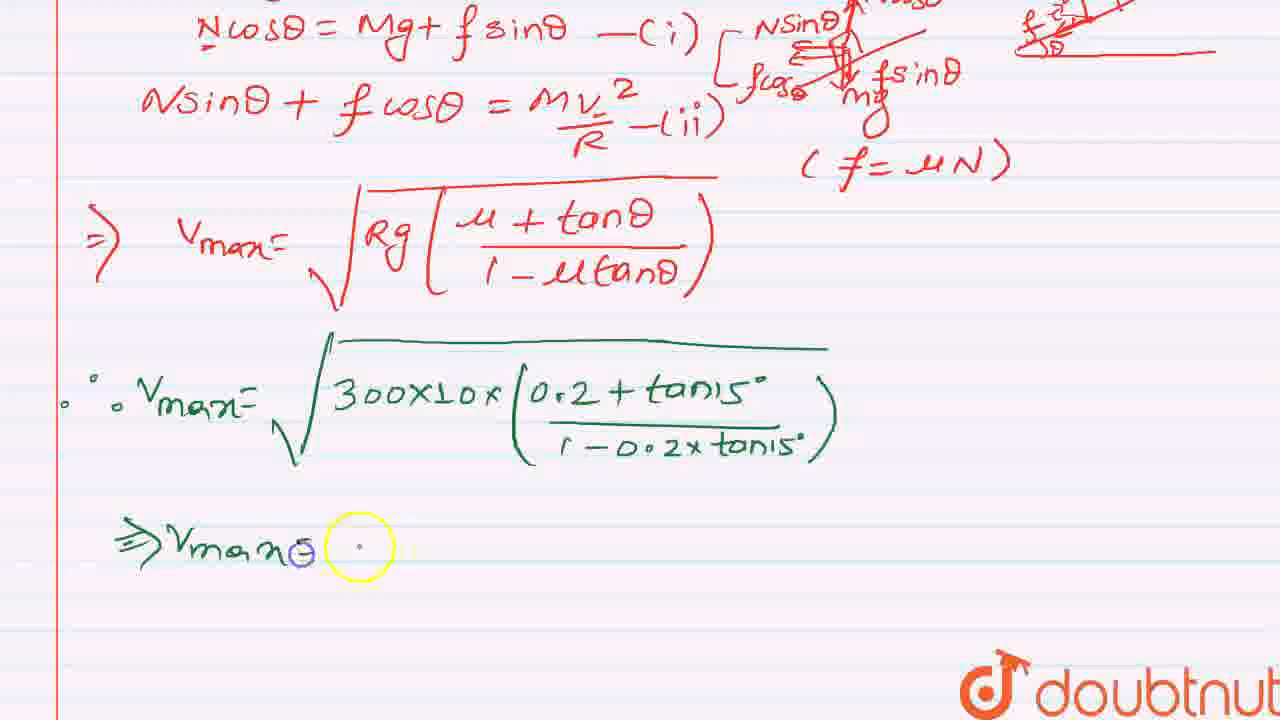 Ncosθ = Mg + f sinθ —(i)
Nsinθ
fcosθ
fsinθ
mg
θ
Nsinθ + f cosθ = MV²/R —(ii)
(f = μN)
⇒ Vmax = √(Rg((μ + tanθ)/(1 - μtanθ)))
∴ Vmax = √(300×10×((0.2 + tan15°)/(1 - 0.2× tan15°)))
⇒ Vmax =
doubtnut